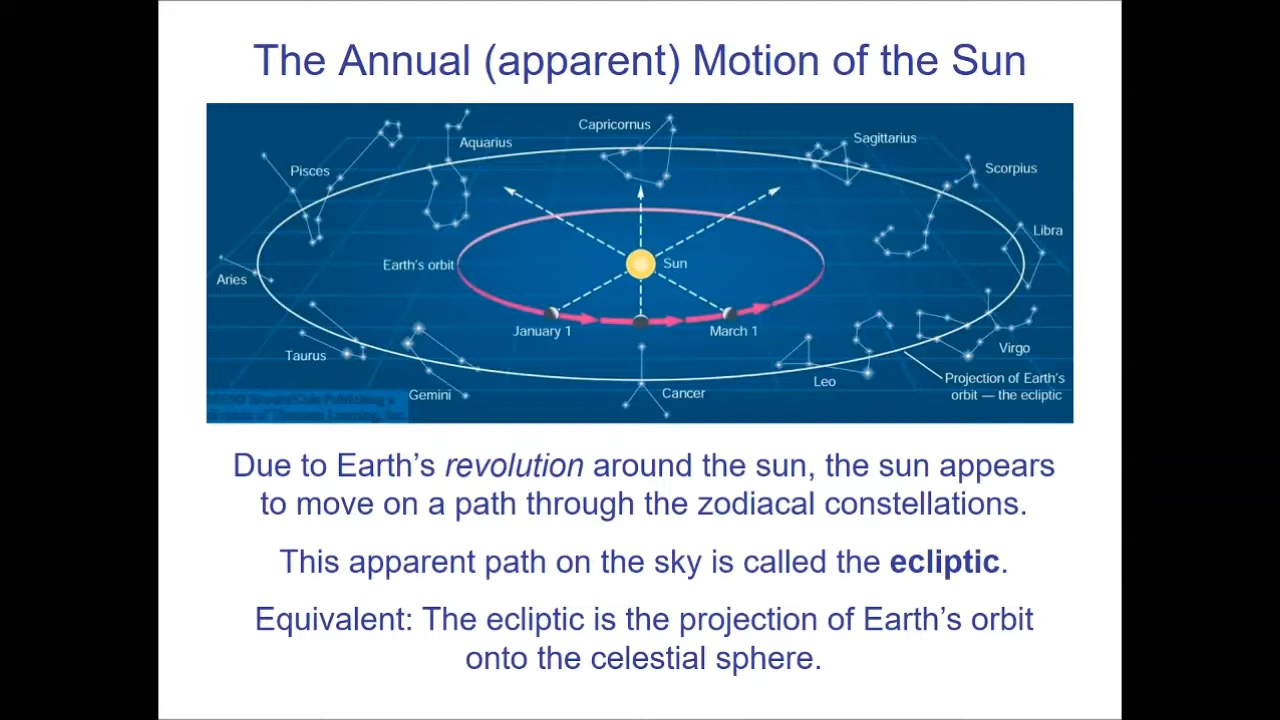 The Annual (apparent) Motion of the Sun
Capricornus
Aquarius
Sagittarius
Pisces
Scorpius
Libra
Earth's orbit
Sun
Aries
January 1
March 1
Taurus
Virgo
Leo
Projection of Earth's
orbit — the ecliptic
Gemini
Cancer
Due to Earth's revolution around the sun, the sun appears
to move on a path through the zodiacal constellations.
This apparent path on the sky is called the ecliptic.
Equivalent: The ecliptic is the projection of Earth's orbit
onto the celestial sphere.